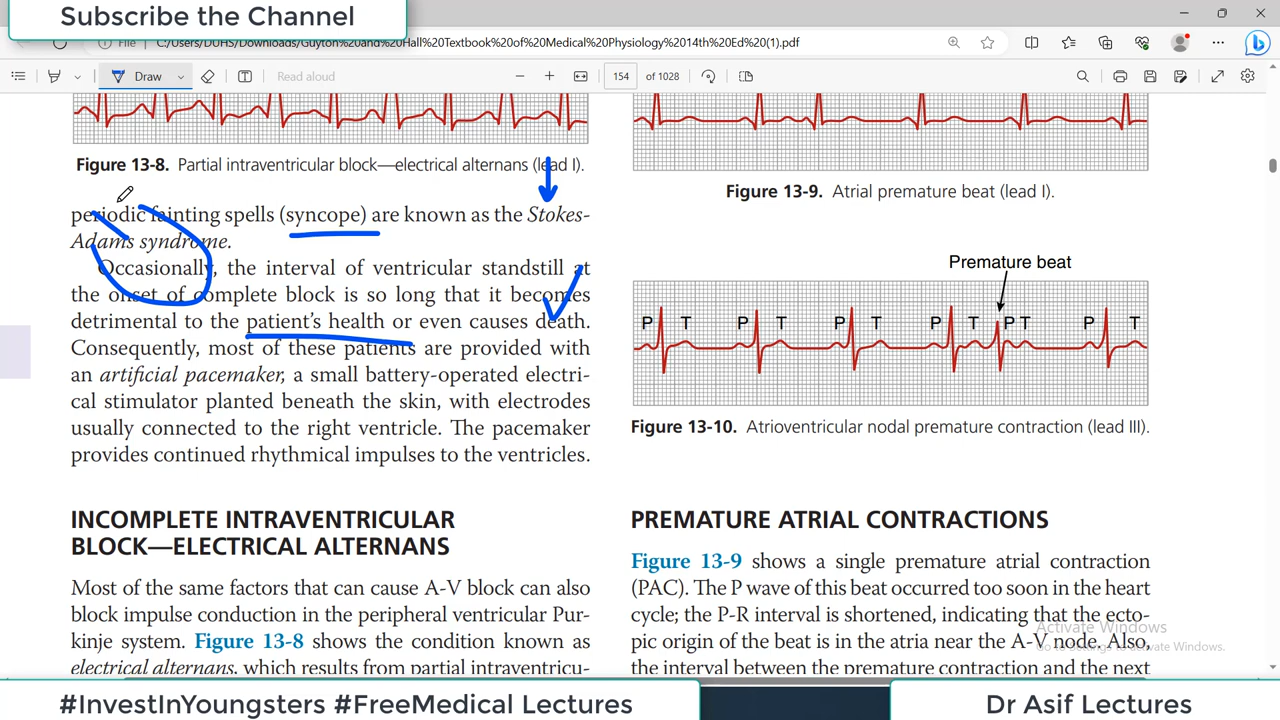 Subscribe the Channel
File
C:/Users/DUHS/Downloads/Guyton%20and%20Hall%20Textbook%20of%20Medical%20Physiology%2014th%20Ed%20(1).pdf
Draw
Read aloud
154 of 1028
Figure 13-8. Partial intraventricular block—electrical alternans (lead I).
periodic fainting spells (syncope) are known as the Stokes-
Adams syndrome.
Occasionally, the interval of ventricular standstill at
the onset of complete block is so long that it becomes
detrimental to the patient's health or even causes death.
Consequently, most of these patients are provided with
an artificial pacemaker, a small battery-operated electri-
cal stimulator planted beneath the skin, with electrodes
usually connected to the right ventricle. The pacemaker
provides continued rhythmical impulses to the ventricles.
INCOMPLETE INTRAVENTRICULAR
BLOCK—ELECTRICAL ALTERNANS
Most of the same factors that can cause A-V block can also
block impulse conduction in the peripheral ventricular Pur-
kinje system. Figure 13-8 shows the condition known as
electrical alternans, which results from partial intraventricu-
Figure 13-9. Atrial premature beat (lead I).
Premature beat
P T P T P T P T P T P T
Figure 13-10. Atrioventricular nodal premature contraction (lead III).
PREMATURE ATRIAL CONTRACTIONS
Figure 13-9 shows a single premature atrial contraction
(PAC). The P wave of this beat occurred too soon in the heart
cycle; the P-R interval is shortened, indicating that the ecto-
pic origin of the beat is in the atria near the A-V node. Also,
the interval between the premature contraction and the next
Activate Windows
Go to Settings to activate Windows.
#InvestInYoungsters #FreeMedical Lectures
Dr Asif Lectures